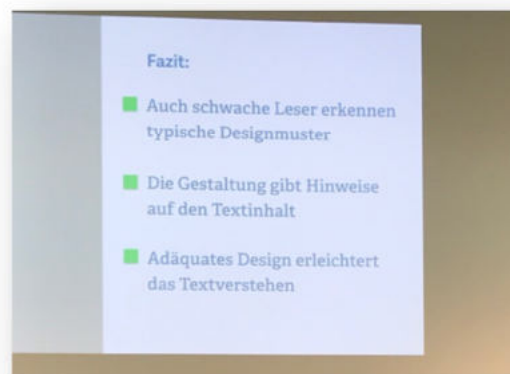 Fazit:
Auch schwache Leser erkennen
typische Designmuster
Die Gestaltung gibt Hinweise
auf den Textinhalt
Adäquates Design erleichtert
das Textverstehen